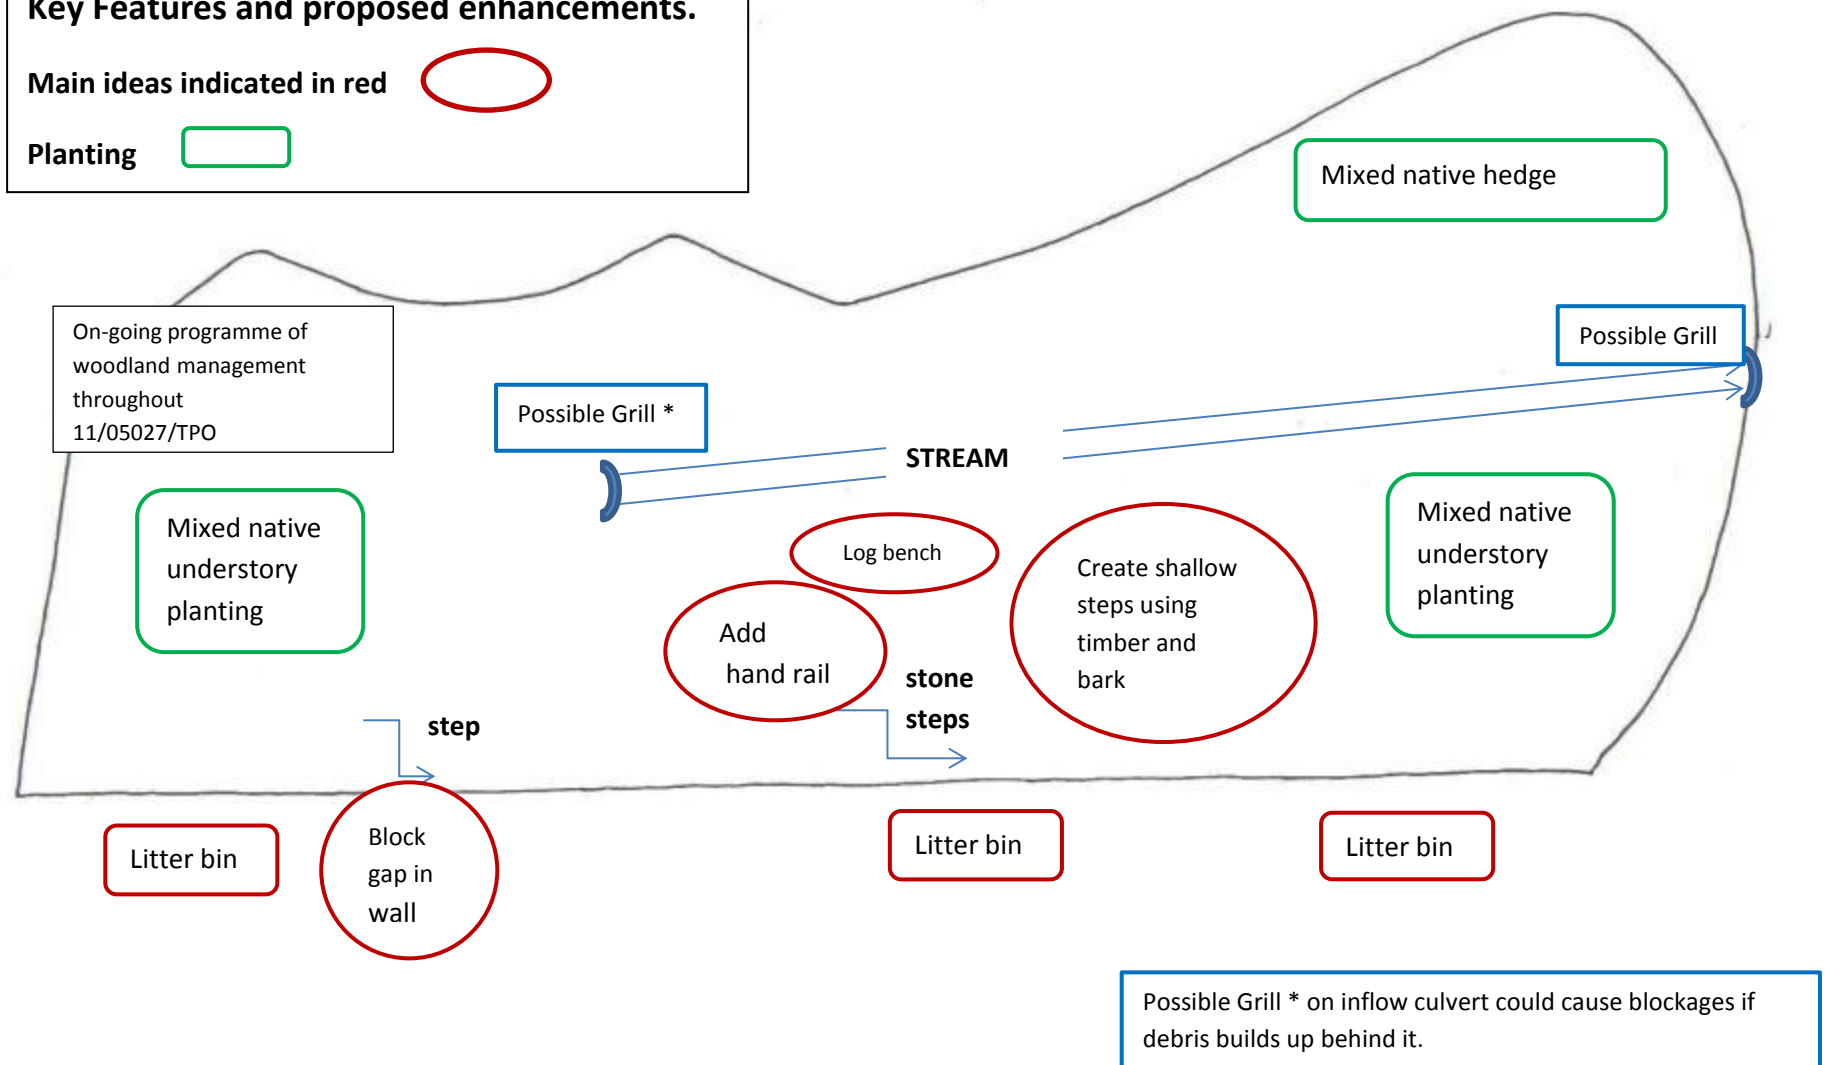 Key Features and proposed enhancements.
Main ideas indicated in red
Planting
Mixed native hedge
On-going programme of
woodland management
throughout
11/05027/TPO
Possible Grill
Possible Grill *
STREAM
Mixed native
understory
planting
Log bench
Create shallow
steps using
timber and
bark
Mixed native
understory
planting
Add
hand rail
stone
steps
step
Block
gap in
wall
Litter bin
Litter bin
Litter bin
Possible Grill * on inflow culvert could cause blockages if
debris builds up behind it.